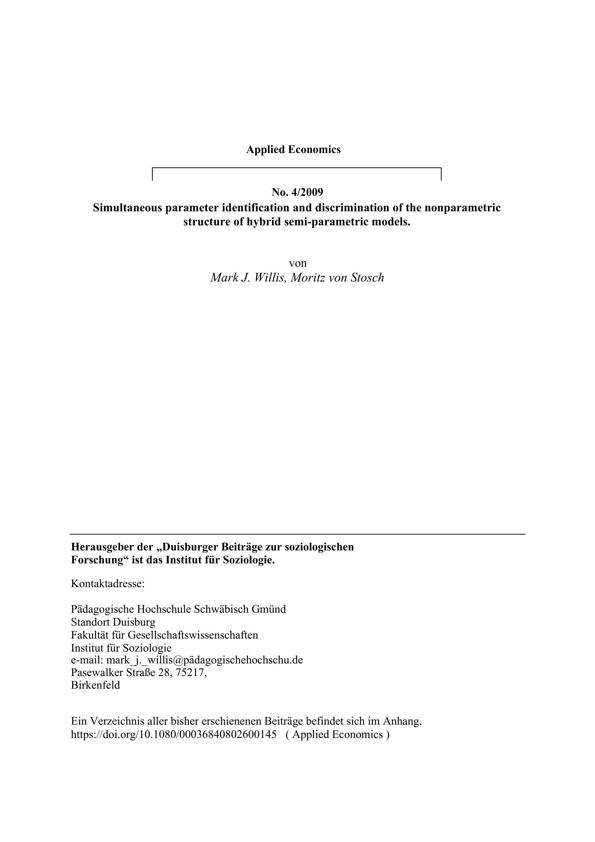 Applied Economics
No. 4/2009
Simultaneous parameter identification and discrimination of the nonparametric
structure of hybrid semi-parametric models.
von
Mark J. Willis, Moritz von Stosch
Herausgeber der „Duisburger Beiträge zur soziologischen
Forschung“ ist das Institut für Soziologie.
Kontaktadresse:
Pädagogische Hochschule Schwäbisch Gmünd
Standort Duisburg
Fakultät für Gesellschaftswissenschaften
Institut für Soziologie
e-mail: mark_j._willis@pädagogischehochschu.de
Pasewalker Straße 28, 75217,
Birkenfeld
Ein Verzeichnis aller bisher erschienenen Beiträge befindet sich im Anhang.
https://doi.org/10.1080/00036840802600145 ( Applied Economics )